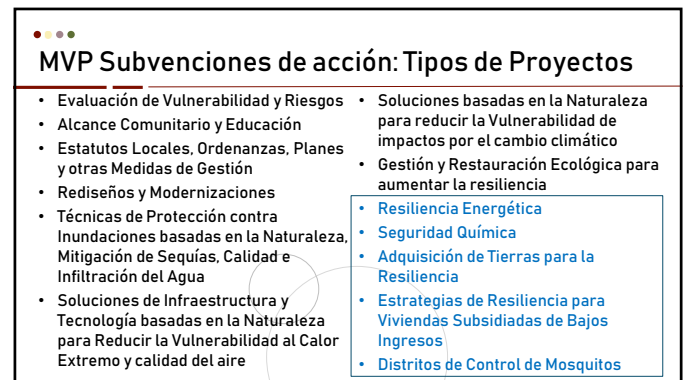 MVP Subvenciones de acción: Tipos de Proyectos
• Evaluación de Vulnerabilidad y Riesgos
• Alcance Comunitario y Educación
• Estatutos Locales, Ordenanzas, Planes
y otras Medidas de Gestión
• Rediseños y Modernizaciones
• Técnicas de Protección contra
Inundaciones basadas en la Naturaleza,
Mitigación de Sequías, Calidad e
Infiltración del Agua
• Soluciones de Infraestructura y
Tecnología basadas en la Naturaleza
para Reducir la Vulnerabilidad al Calor
Extremo y calidad del aire
• Soluciones basadas en la Naturaleza
para reducir la Vulnerabilidad de
impactos por el cambio climático
• Gestión y Restauración Ecológica para
aumentar la resiliencia
• Resiliencia Energética
• Seguridad Química
• Adquisición de Tierras para la
Resiliencia
• Estrategias de Resiliencia para
Viviendas Subsidiadas de Bajos
Ingresos
• Distritos de Control de Mosquitos